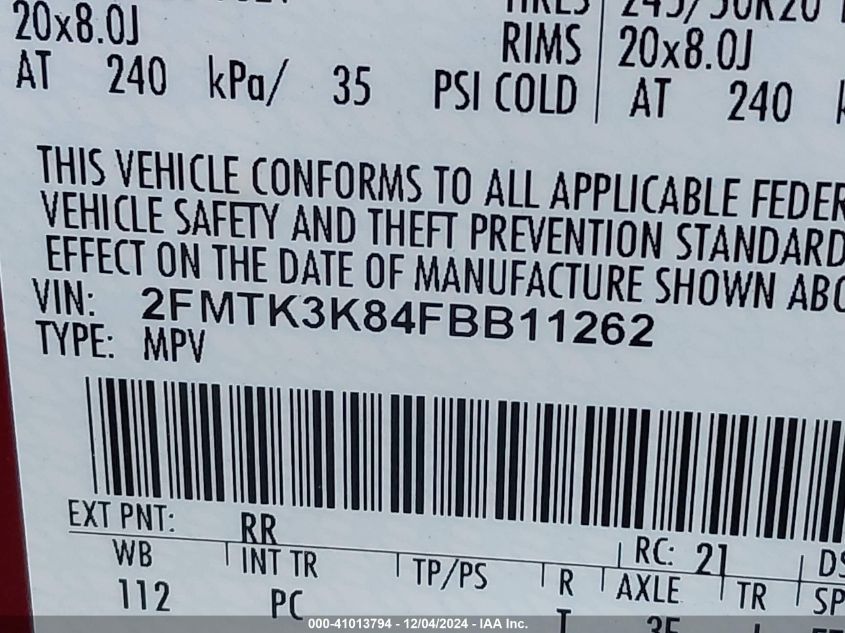 20x8.0J
RIMS 20x8.0J
AT 240 kPa/ 35 PSI COLD AT 240
THIS VEHICLE CONFORMS TO ALL APPLICABLE FEDER
VEHICLE SAFETY AND THEFT PREVENTION STANDARD
EFFECT ON THE DATE OF MANUFACTURE SHOWN ABO
VIN: 2FMTK3K84FBB11262
TYPE: MPV
EXT PNT: RR RC: 21 DS
WB INT TR TP/PS R AXLE TR SP
112 PC 35
000-41013794 - 12/04/2024 - IAA Inc.